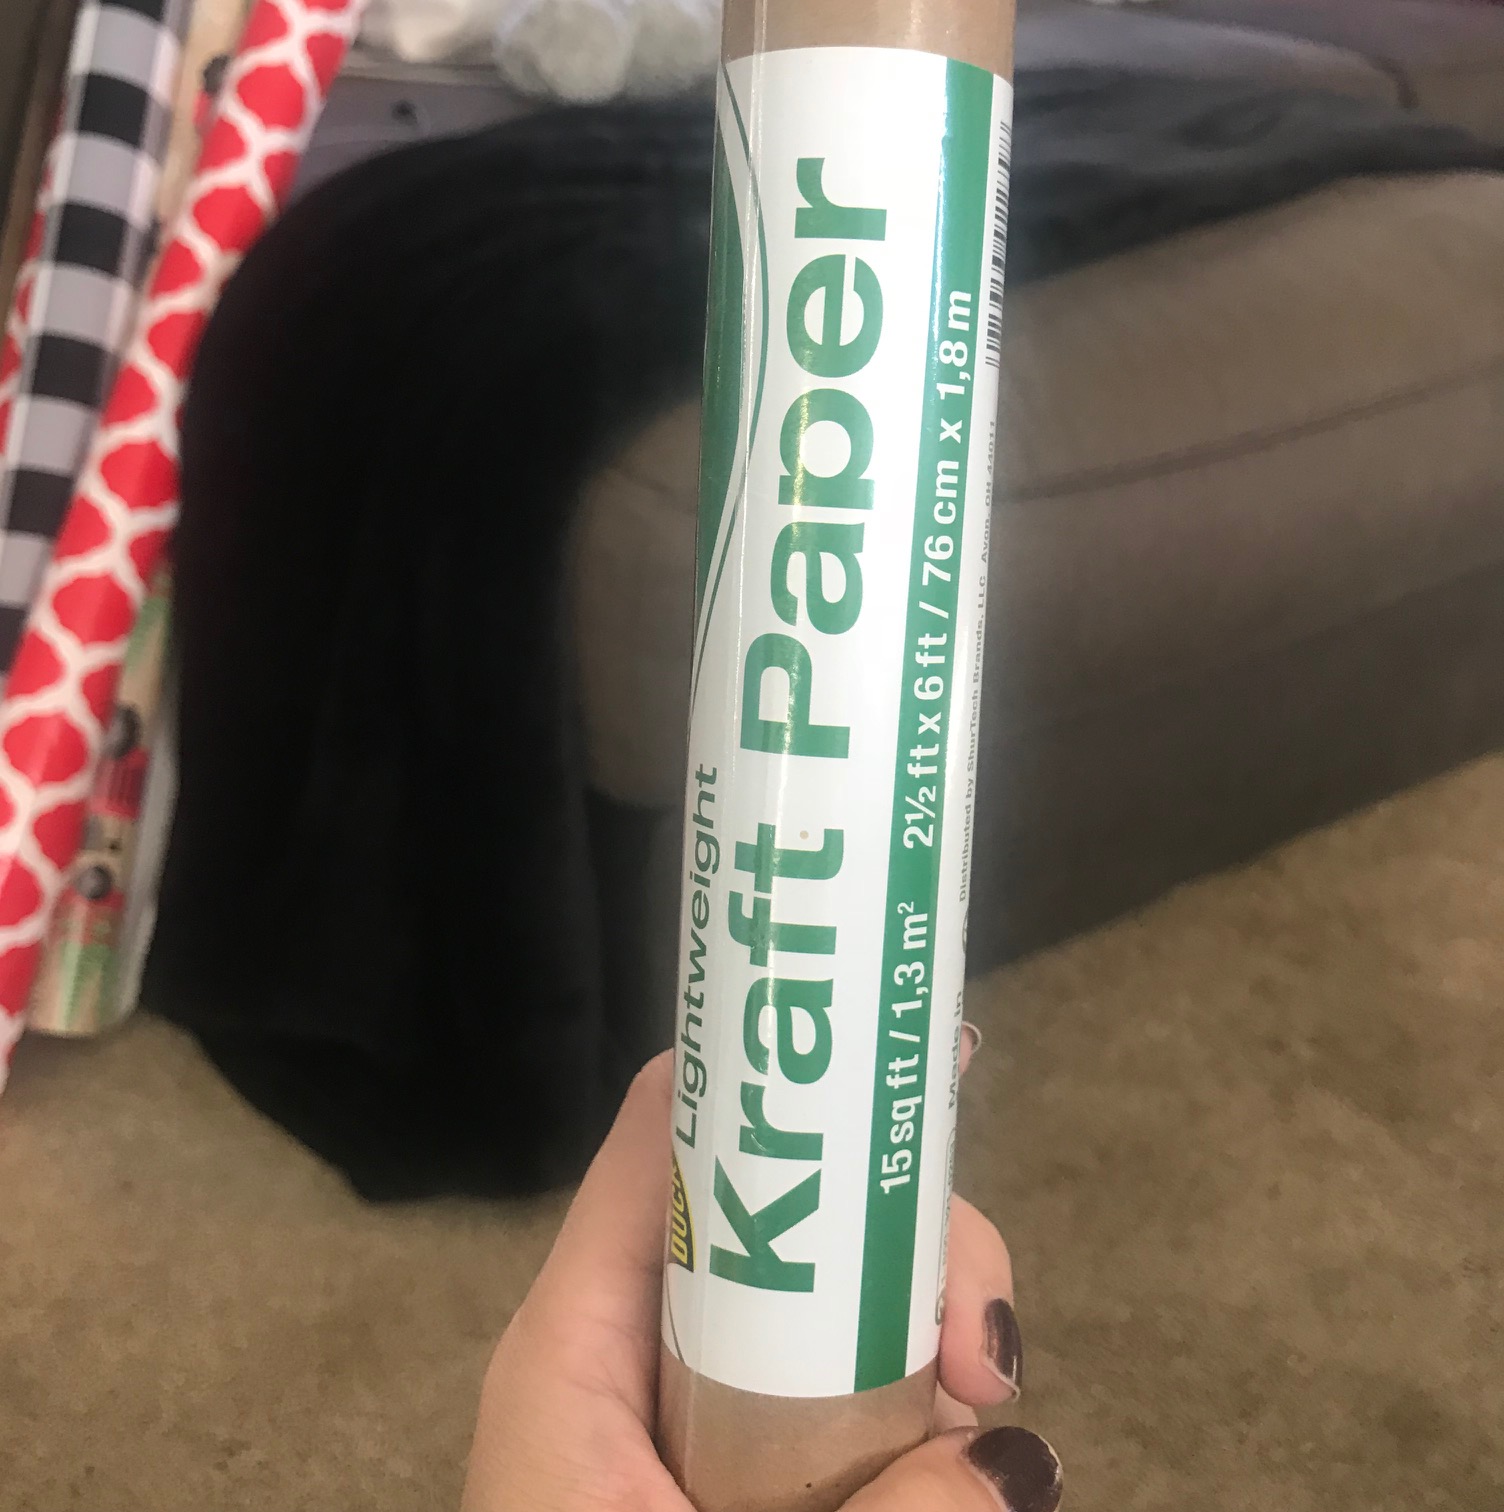 DUCK
Lightweight
Kraft Paper
15 sq ft / 1,3 m² 2½ ft x 6 ft / 76 cm x 1,8 m
Distributed by ShurTech Brands, LLC Avon, OH 44011
Made in